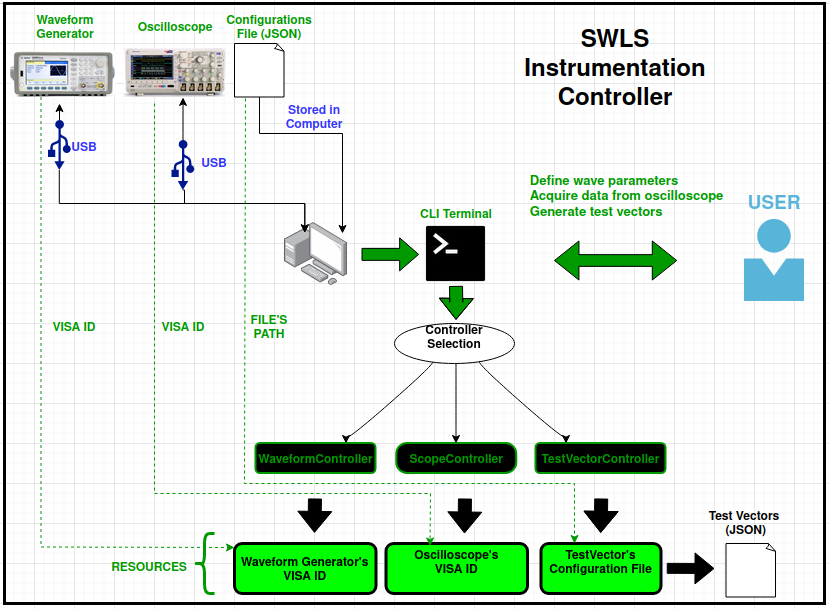 SWLS
Instrumentation
Controller
Waveform
Generator
Oscilloscope
Configurations
File (JSON)
Stored in
Computer
USB
USB
CLI Terminal
Define wave parameters
Acquire data from oscilloscope
Generate test vectors
USER
VISA ID
VISA ID
FILE'S
PATH
Controller
Selection
WaveformController
ScopeController
TestVectorController
RESOURCES
Waveform Generator's
VISA ID
Oscilloscope's
VISA ID
TestVector's
Configuration File
Test Vectors
(JSON)